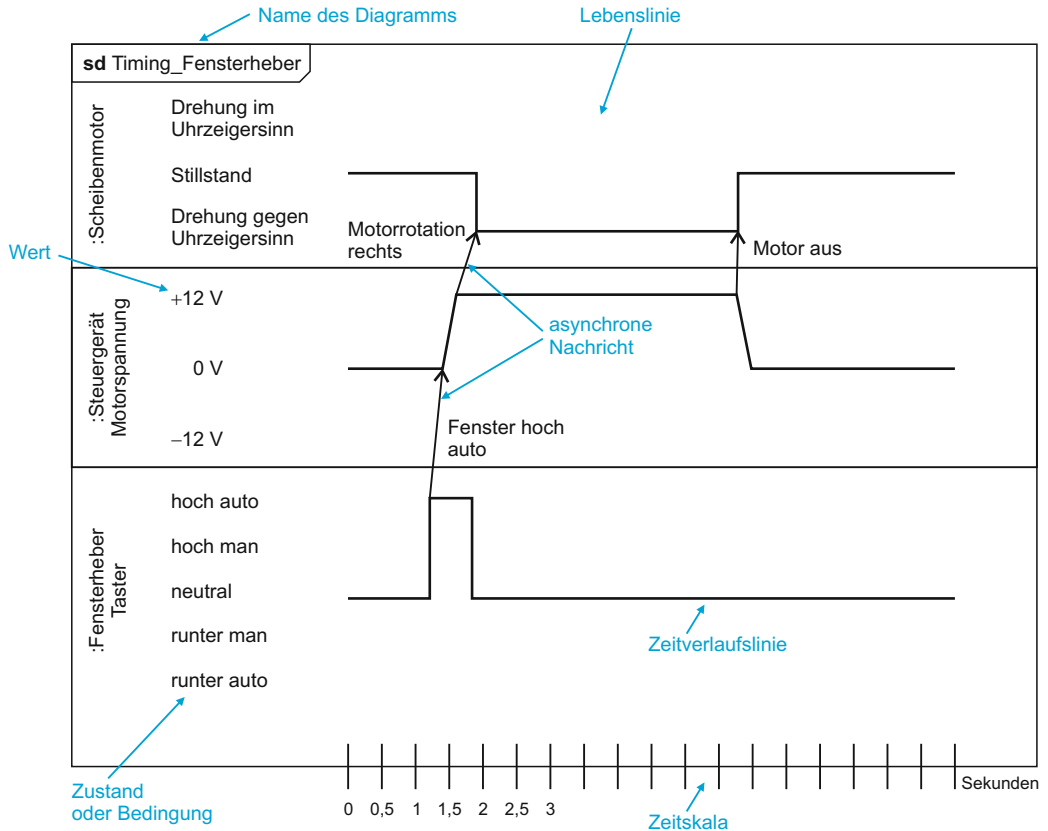 Name des Diagramms
Lebenslinie
sd Timing_Fensterheber
:Scheibenmotor
Drehung im
Uhrzeigersinn
Stillstand
Drehung gegen
Uhrzeigersinn
Motorrotation
rechts
Motor aus
Wert
:Steuergerät
Motorspannung
+12 V
0 V
−12 V
asynchrone
Nachricht
Fenster hoch
auto
:Fensterheber
Taster
hoch auto
hoch man
neutral
runter man
runter auto
Zeitverlaufslinie
Zustand
oder Bedingung
0 0,5 1 1,5 2 2,5 3
Sekunden
Zeitskala